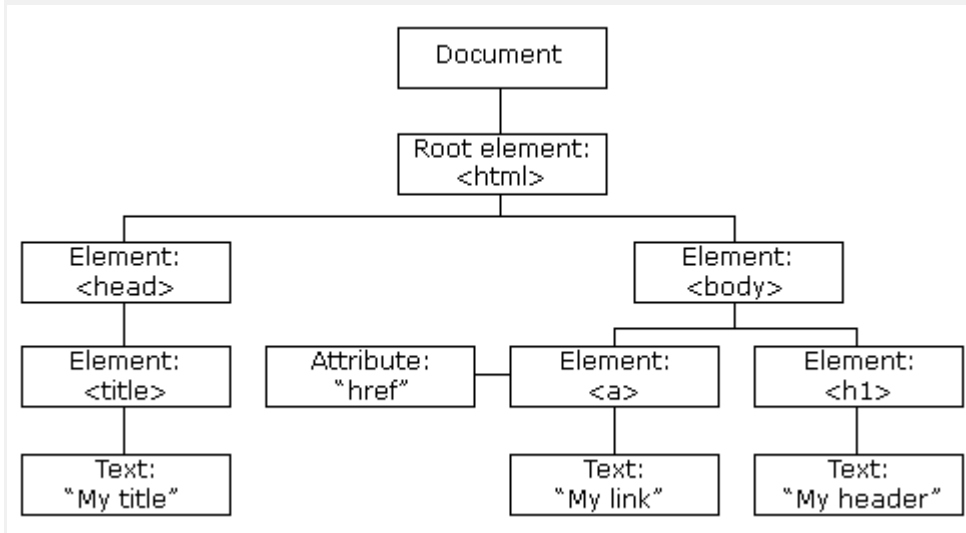 Document
Root element:
<html>
Element:
<head>
Element:
<body>
Element:
<title>
Attribute:
“href”
Element:
<a>
Element:
<h1>
Text:
“My title”
Text:
“My link”
Text:
“My header”